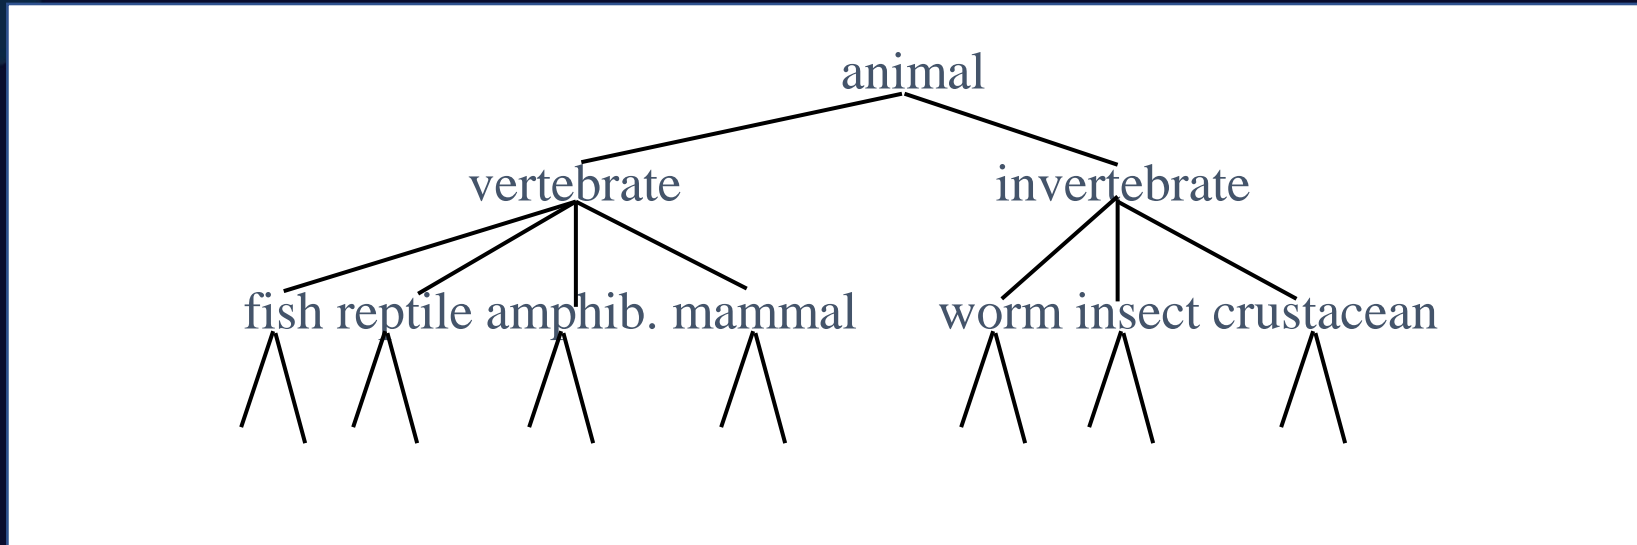 animal
vertebrate invertebrate
fish reptile amphib. mammal worm insect crustacean